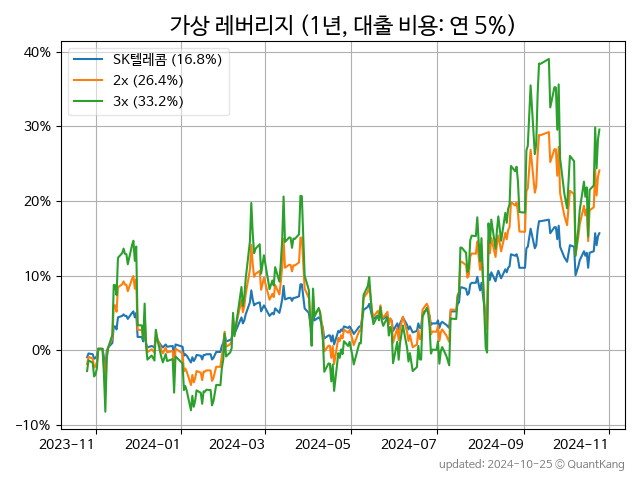 가상 레버리지 (1년, 대출 비용: 연 5%)
SK텔레콤 (16.8%)
2x (26.4%)
3x (33.2%)
40%
30%
20%
10%
0%
-10%
2023-11 2024-01 2024-03 2024-05 2024-07 2024-09 2024-11
updated: 2024-10-25 © QuantKang